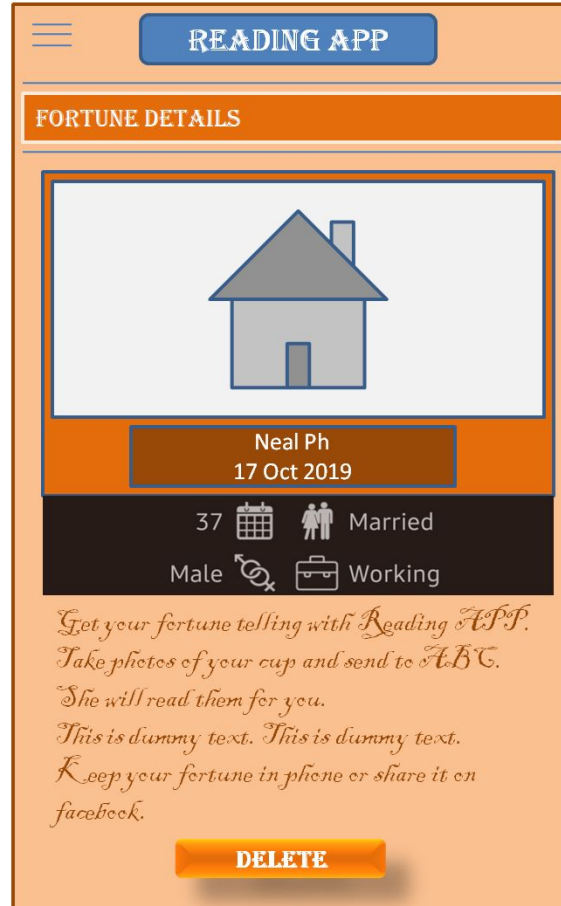 READING APP
FORTUNE DETAILS
Neal Ph
17 Oct 2019
37 Married
Male Working
Get your fortune telling with Reading APP.
Take photos of your cup and send to ABC.
She will read them for you.
This is dummy text. This is dummy text.
Keep your fortune in phone or share it on
facebook.
DELETE